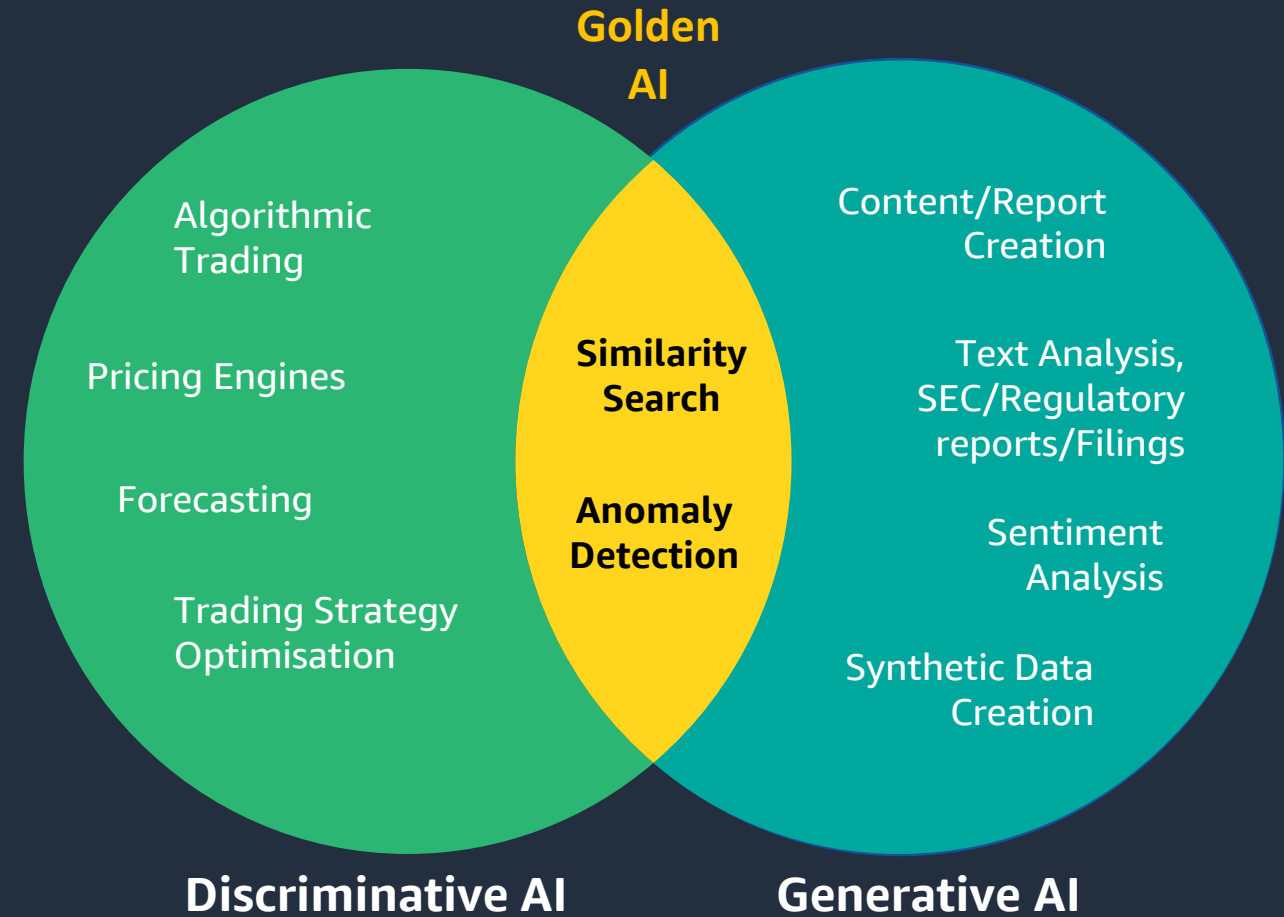 Golden
AI
Algorithmic
Trading
Pricing Engines
Forecasting
Trading Strategy
Optimisation
Similarity
Search
Anomaly
Detection
Content/Report
Creation
Text Analysis,
SEC/Regulatory
reports/Filings
Sentiment
Analysis
Synthetic Data
Creation
Discriminative AI
Generative AI